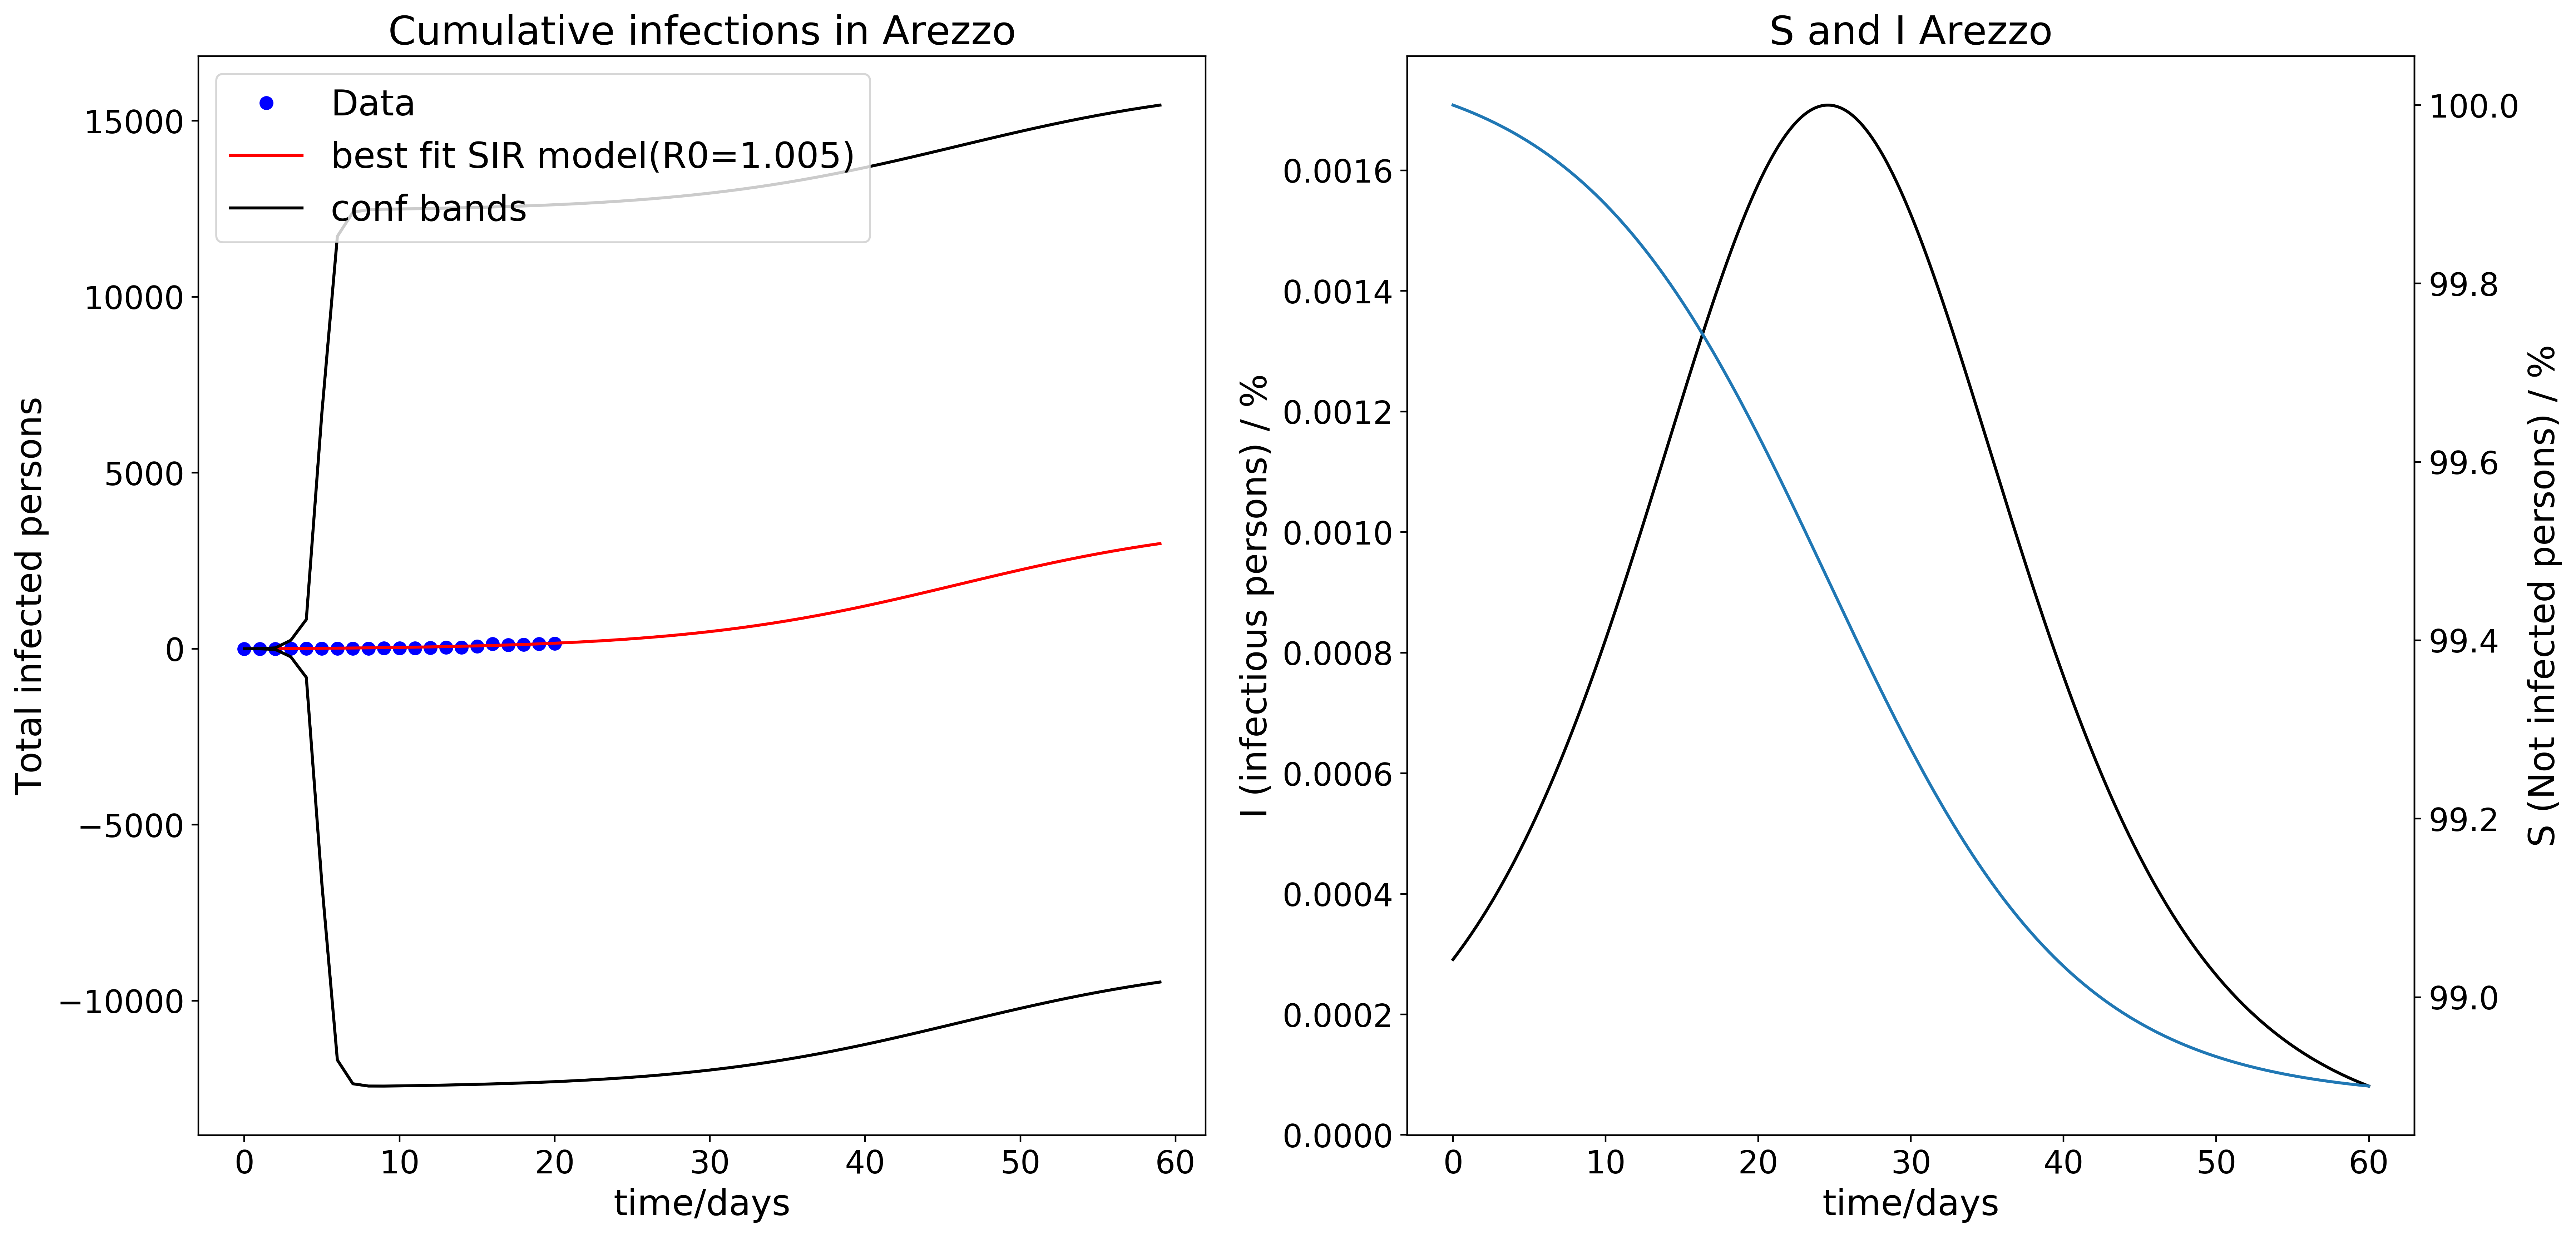 Cumulative infections in Arezzo
Data
best fit SIR model(R0=1.005)
conf bands
Total infected persons
15000
10000
5000
0
−5000
−10000
0 10 20 30 40 50 60
time/days
S and I Arezzo
I (infectious persons) / %
0.0016
0.0014
0.0012
0.0010
0.0008
0.0006
0.0004
0.0002
0.0000
100.0
99.8
99.6
99.4
99.2
99.0
S (Not infected persons) / %
0 10 20 30 40 50 60
time/days